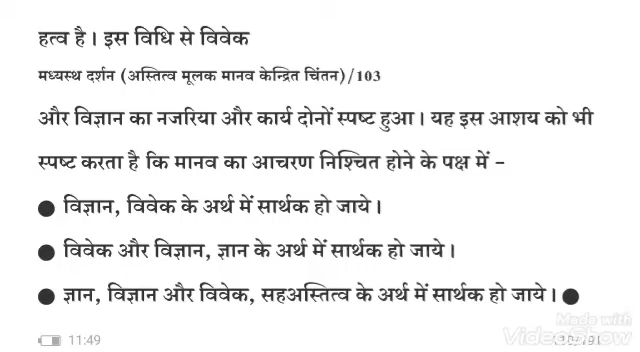 हत्व है। इस विधि से विवेक
मध्यस्थ दर्शन (अस्तित्व मूलक मानव केन्द्रित चिंतन)/103
और विज्ञान का नजरिया और कार्य दोनों स्पष्ट हुआ। यह इस आशय को भी
स्पष्ट करता है कि मानव का आचरण निश्चित होने के पक्ष में -
● विज्ञान, विवेक के अर्थ में सार्थक हो जाये।
● विवेक और विज्ञान, ज्ञान के अर्थ में सार्थक हो जाये।
● ज्ञान, विज्ञान और विवेक, सहअस्तित्व के अर्थ में सार्थक हो जाये। ●
11:49
Made with
VideoShow